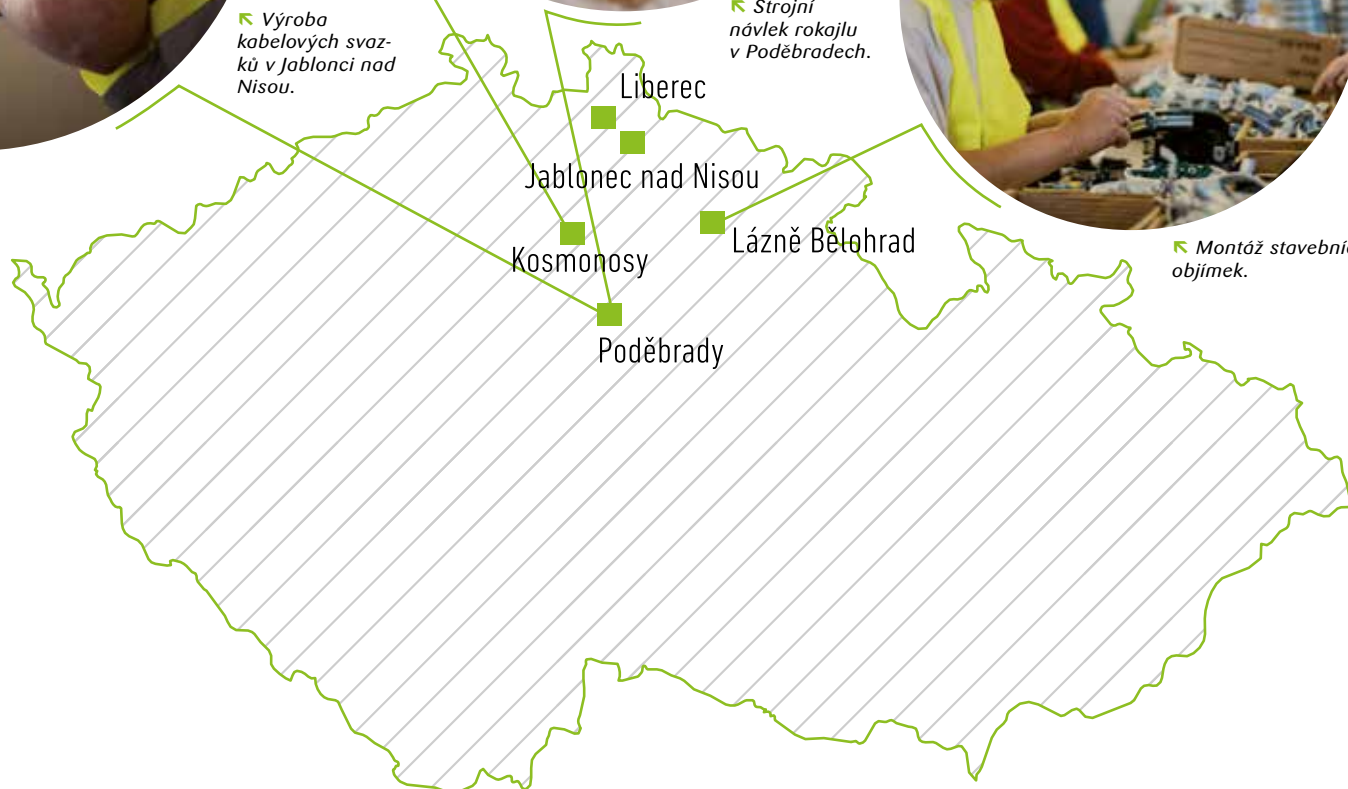 Výroba
kabelových svaz-
ků v Jablonci nad
Nisou.
Strojní
návlek rokajlu
v Poděbradech.
Liberec
Jablonec nad Nisou
Kosmonosy
Lázně Bělohrad
Poděbrady
Montáž stavebníc
objímek.